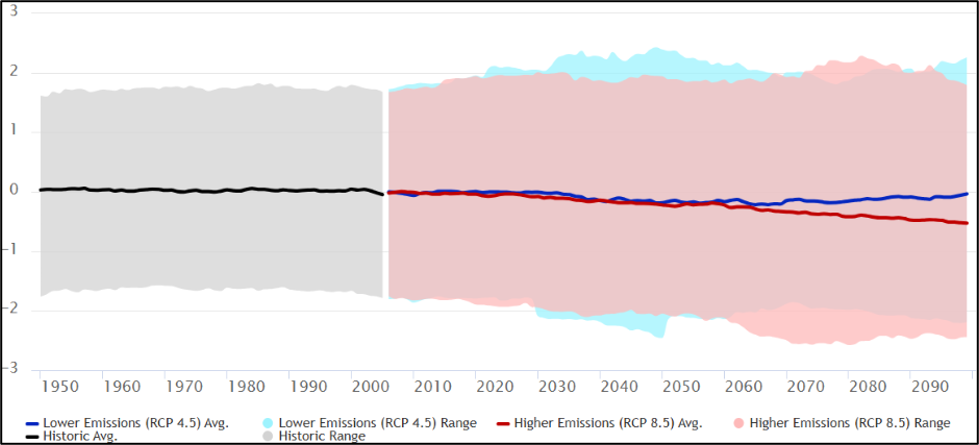 3
2
1
0
-1
-2
-3
1950 1960 1970 1980 1990 2000 2010 2020 2030 2040 2050 2060 2070 2080 2090
Lower Emissions (RCP 4.5) Avg. Lower Emissions (RCP 4.5) Range Higher Emissions (RCP 8.5) Avg. Higher Emissions (RCP 8.5) Range
Historic Avg. Historic Range